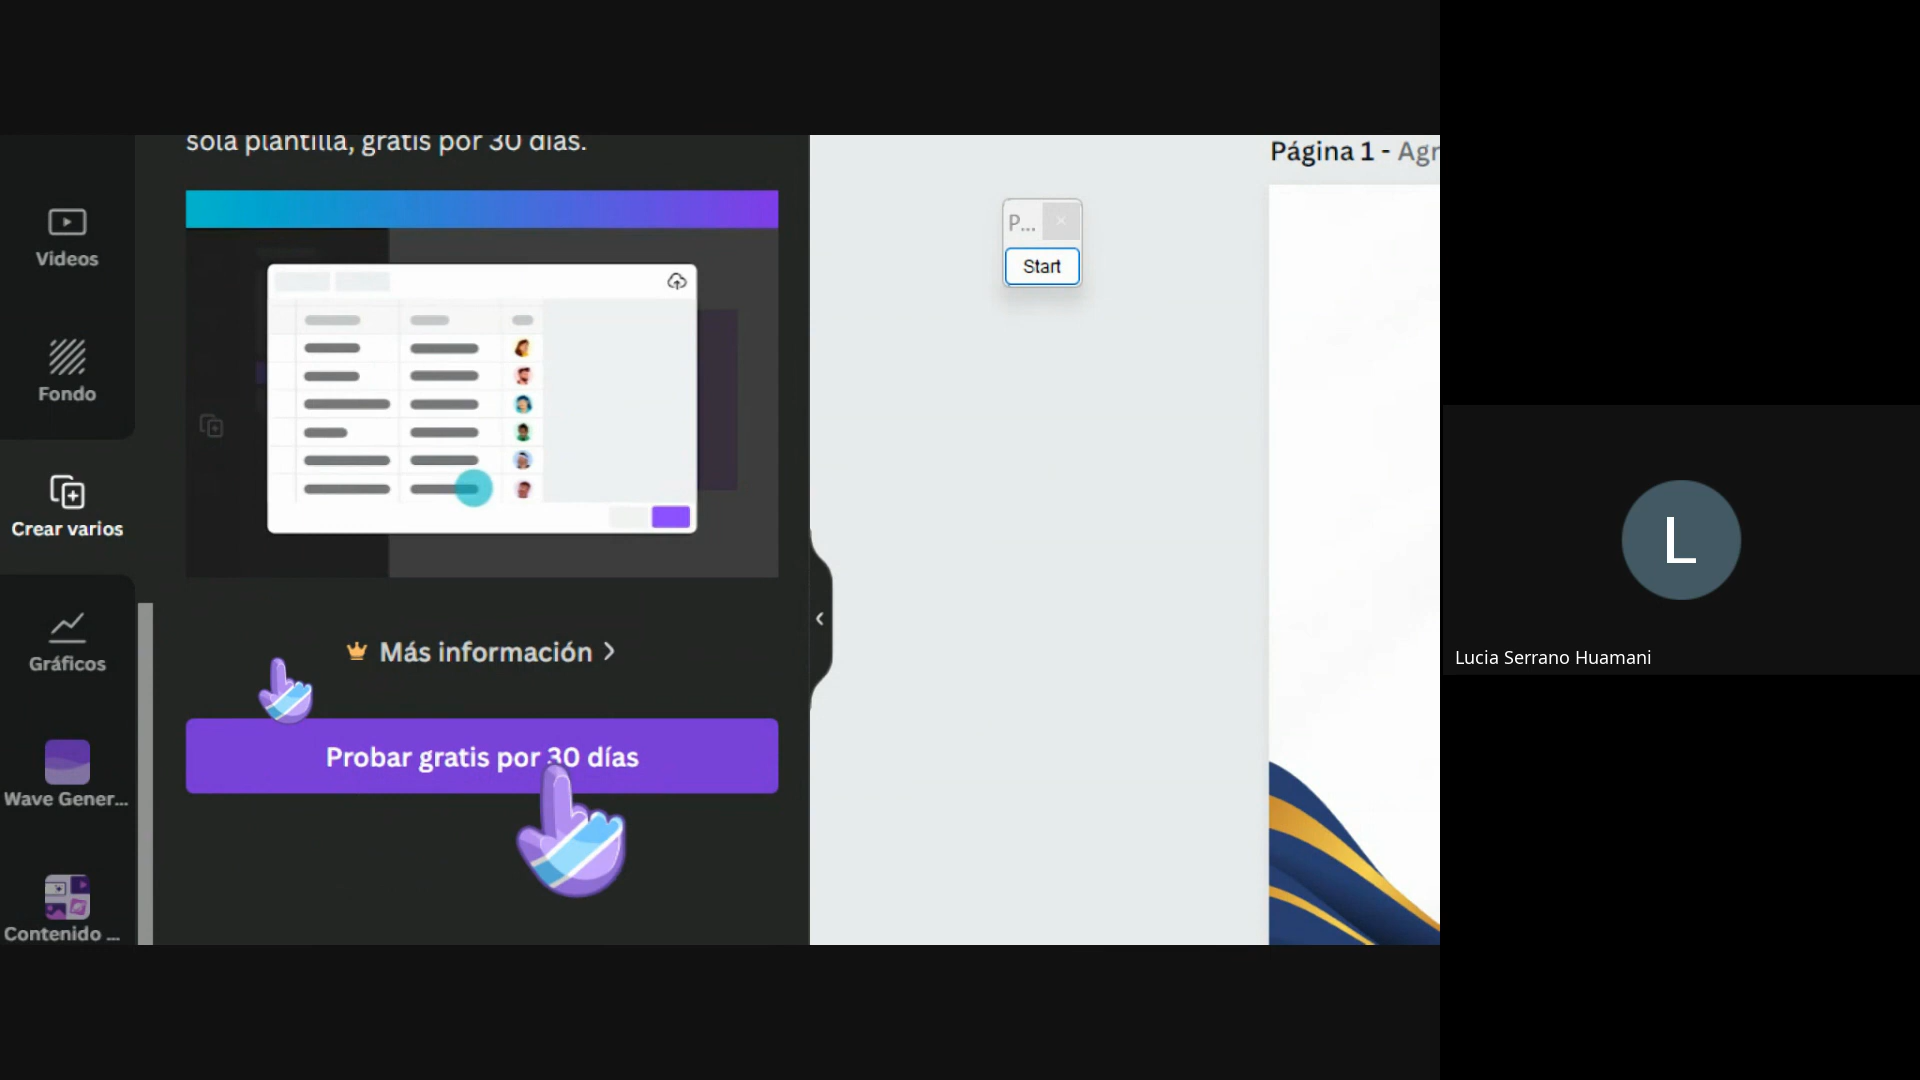 sola plantilla, gratis por 30 días.
Videos
Fondo
Crear varios
Gráficos
Wave Gener...
Contenido ...
Más información
Probar gratis por 30 días
P...
Start
Página 1 - Agr
L
Lucia Serrano Huamani